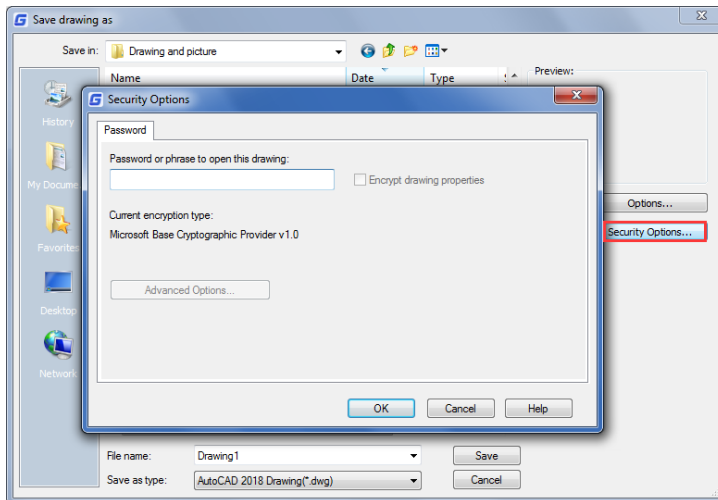 Save drawing as
Save in: Drawing and picture
Name Date Type
Preview:
Security Options
Password
Password or phrase to open this drawing:
Encrypt drawing properties
Current encryption type:
Microsoft Base Cryptographic Provider v1.0
Advanced Options...
OK Cancel Help
History
My Docume
Favorites
Desktop
Network
Options...
Security Options...
File name: Drawing1 Save
Save as type: AutoCAD 2018 Drawing(*.dwg) Cancel